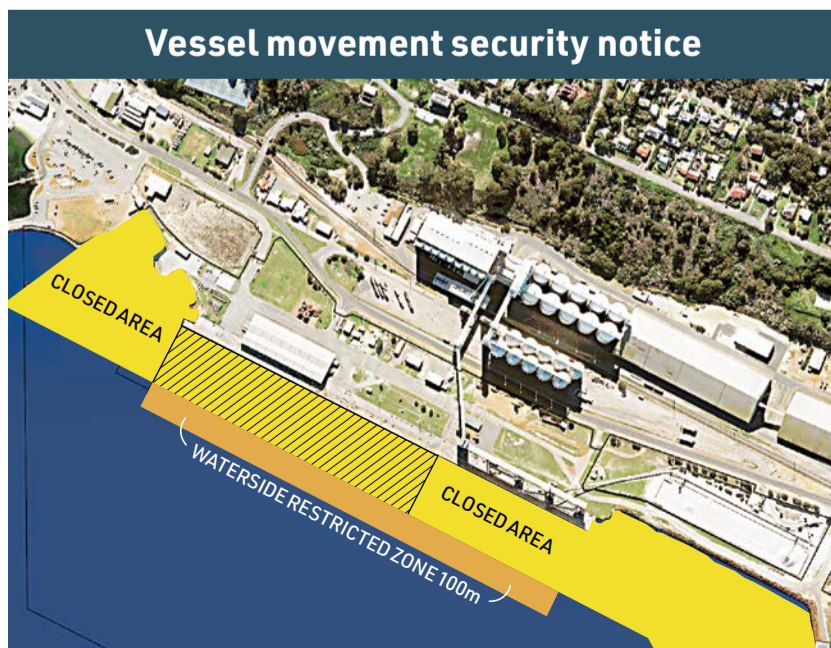 Vessel movement security notice
CLOSED AREA
WATERSIDE RESTRICTED ZONE 100m
CLOSED AREA